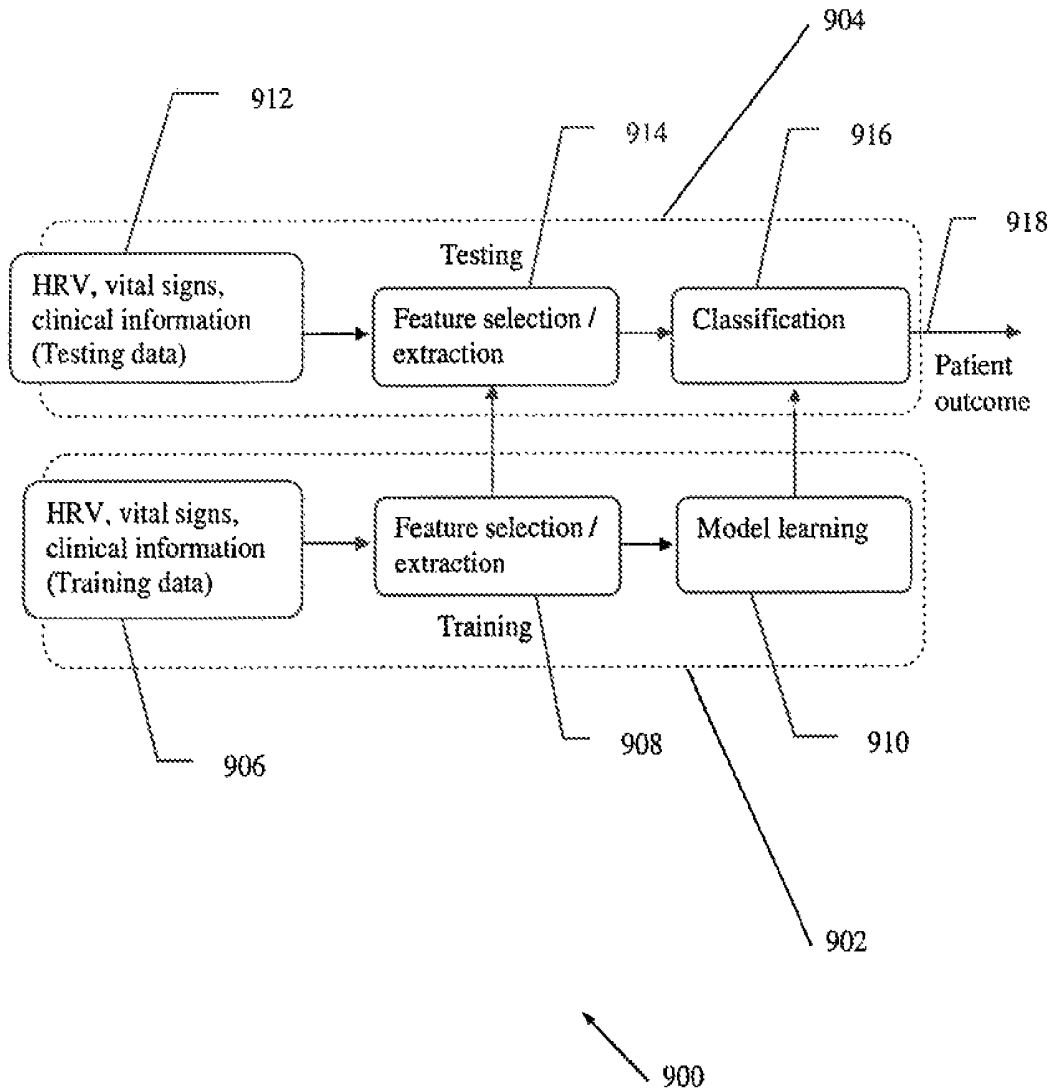 904
912
914
916
918
Testing
HRV, vital signs,
clinical information
(Testing data)
Feature selection /
extraction
Classification
Patient
outcome
HRV, vital signs,
clinical information
(Training data)
Feature selection /
extraction
Model learning
Training
906
908
910
902
900